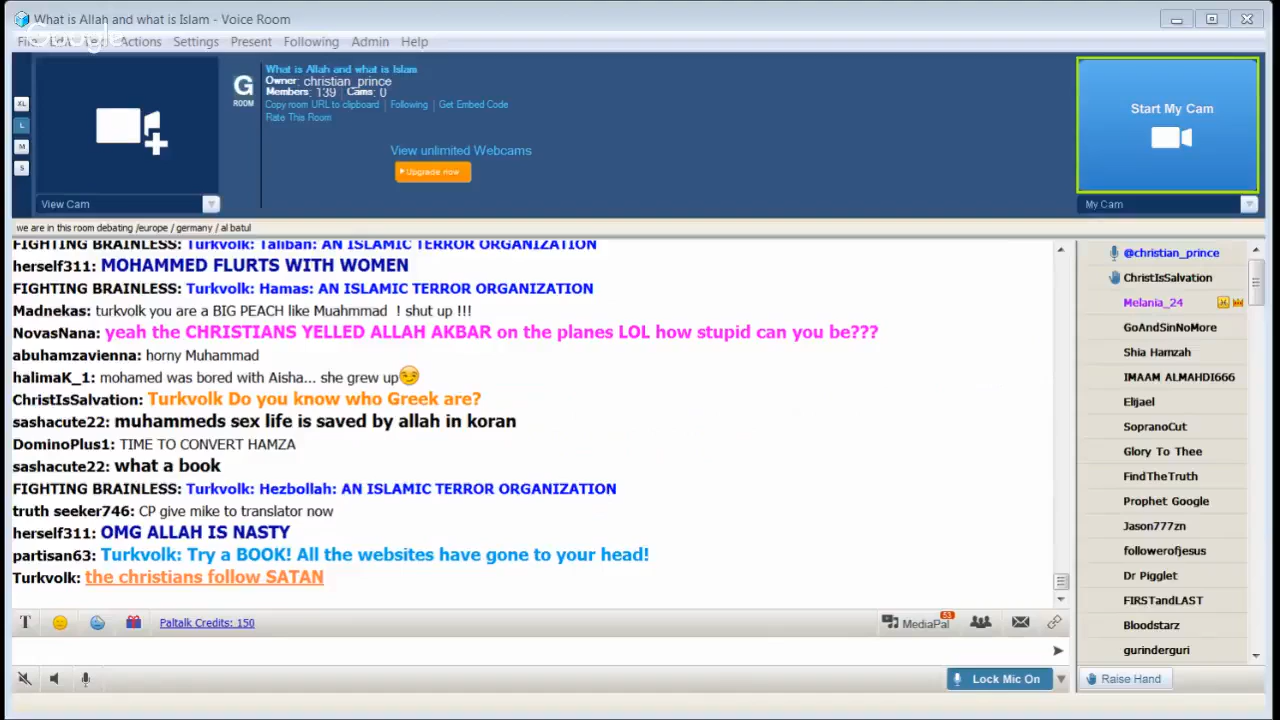 What is Allah and what is Islam - Voice Room
Google
File Edit Text Actions Settings Present Following Admin Help
XL
L
M
S
G
ROOM
What is Allah and what is Islam
Owner: christian_prince
Members: 139 Cams: 0
Copy room URL to clipboard | Following | Get Embed Code
Rate This Room
View unlimited Webcams
Upgrade now
Start My Cam
View Cam
My Cam
we are in this room debating /europe / germany / al batul
FIGHTING BRAINLESS: Turkvolk: Taliban: AN ISLAMIC TERROR ORGANIZATION
herself311: MOHAMMED FLURTS WITH WOMEN
FIGHTING BRAINLESS: Turkvolk: Hamas: AN ISLAMIC TERROR ORGANIZATION
Madnekas: turkvolk you are a BIG PEACH like Muahmmad ! shut up !!!
NovasNana: yeah the CHRISTIANS YELLED ALLAH AKBAR on the planes LOL how stupid can you be???
abuhamzavienna: horny Muhammad
halimaK_1: mohamed was bored with Aisha... she grew up
ChristIsSalvation: Turkvolk Do you know who Greek are?
sashacute22: muhammeds sex life is saved by allah in koran
DominoPlus1: TIME TO CONVERT HAMZA
sashacute22: what a book
FIGHTING BRAINLESS: Turkvolk: Hezbollah: AN ISLAMIC TERROR ORGANIZATION
truth seeker746: CP give mike to translator now
herself311: OMG ALLAH IS NASTY
partisan63: Turkvolk: Try a BOOK! All the websites have gone to your head!
Turkvolk: the christians follow SATAN
@christian_prince
ChristIsSalvation
Melania_24
GoAndSinNoMore
Shia Hamzah
IMAAM ALMAHDI666
Elijael
SopranoCut
Glory To Thee
FindTheTruth
Prophet Google
Jason777zn
followerofjesus
Dr Pigglet
FIRSTandLAST
Bloodstarz
gurinderguri
T
Paltalk Credits: 150
MediaPal
53
Lock Mic On
Raise Hand